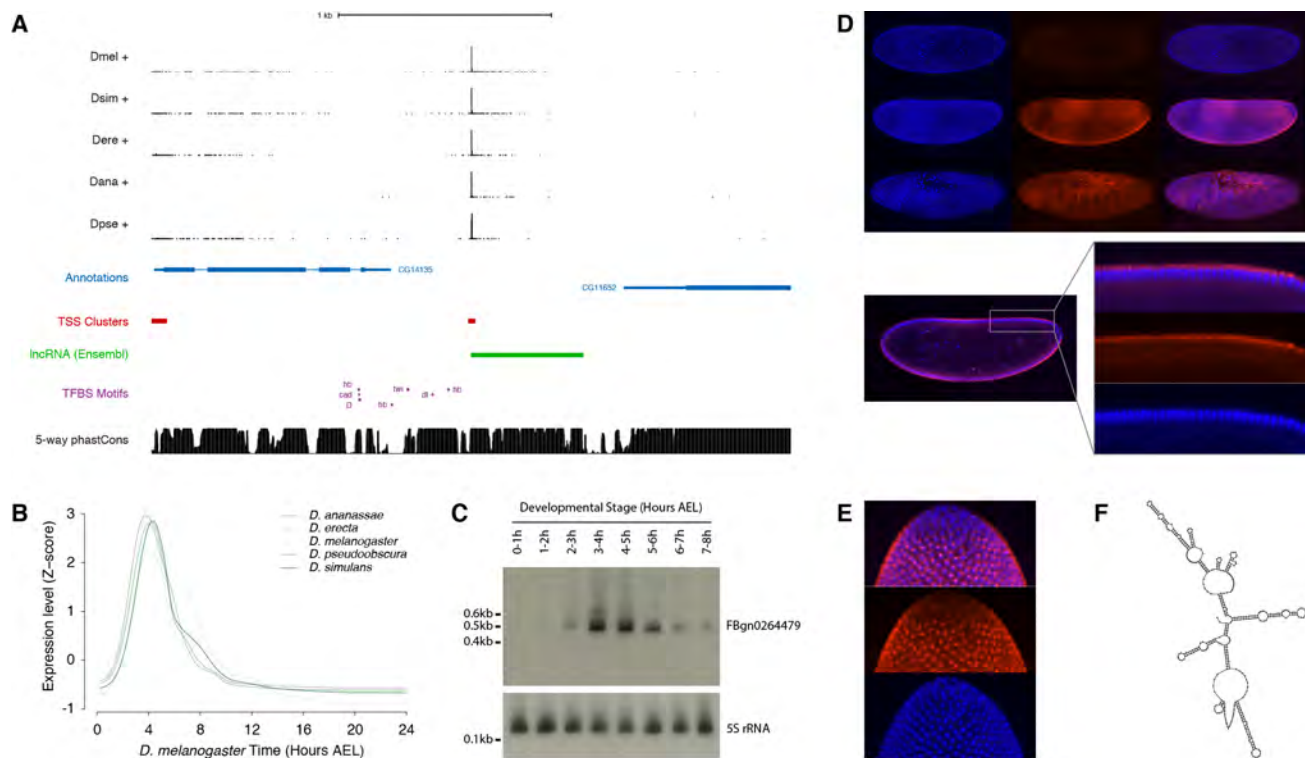 A
1 kb
Dmel +
Dsim +
Dere +
Dana +
Dpse +
Annotations
CG14135
CG11652
TSS Clusters
lncRNA (Ensembl)
TFBS Motifs
hb
cad
D
hb
dl
hb
5-way phastCons
B
Expression level (Z-score)
3
2
1
0
-1
0 4 8 12 16 20 24
D. melanogaster Time (Hours AEL)
D. ananassae
D. erecta
D. melanogaster
D. pseudoobscura
D. simulans
C
Developmental Stage (Hours AEL)
0-1h 1-2h 2-3h 3-4h 4-5h 5-6h 6-7h 7-8h
0.6kb
0.5kb
0.4kb
FBgn0264479
5S rRNA
0.1kb
D
E
F